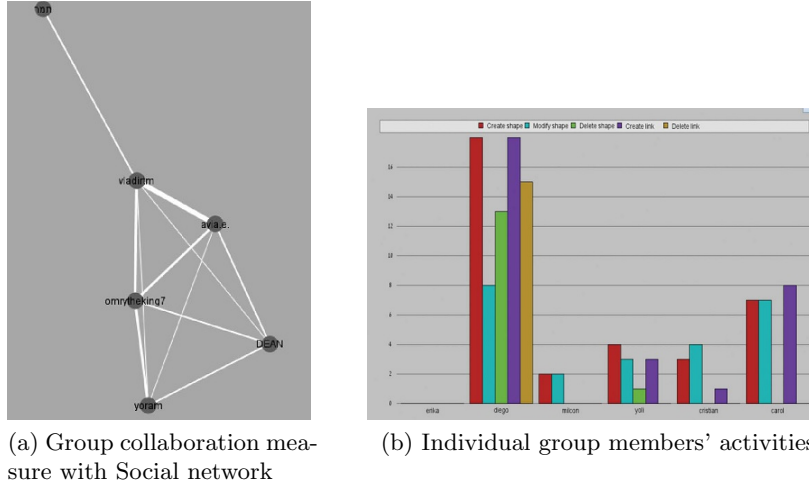 vladirim
avia.e.
omrytheking7
DEAN
yoram
(a) Group collaboration mea-
sure with Social network
Create shape Modify shape Delete shape Create link Delete link
16
14
12
10
8
6
4
2
0
erika diego milcon yoli cristian carol
(b) Individual group members' activities